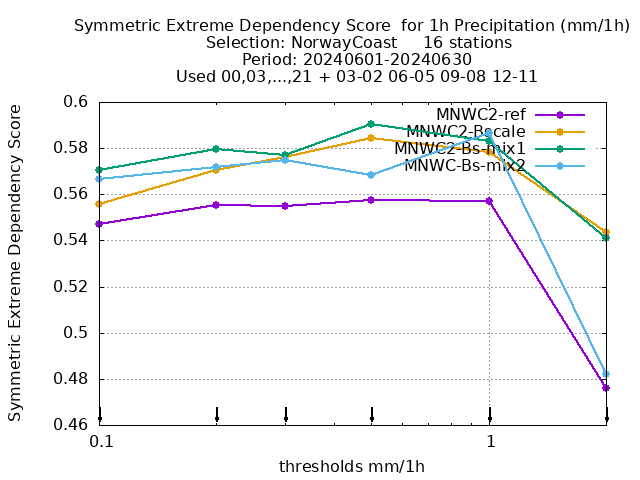 Symmetric Extreme Dependency Score  for 1h Precipitation (mm/1h)
Selection: NorwayCoast     16 stations
Period: 20240601-20240630
Used 00,03,...,21 + 03-02 06-05 09-08 12-11
Symmetric Extreme Dependency Score
0.6
0.58
0.56
0.54
0.52
0.5
0.48
0.46
MNWC2-ref
MNWC2-Bscale
MNWC2-Bs-mix1
MNWC-Bs-mix2
0.1
1
thresholds mm/1h